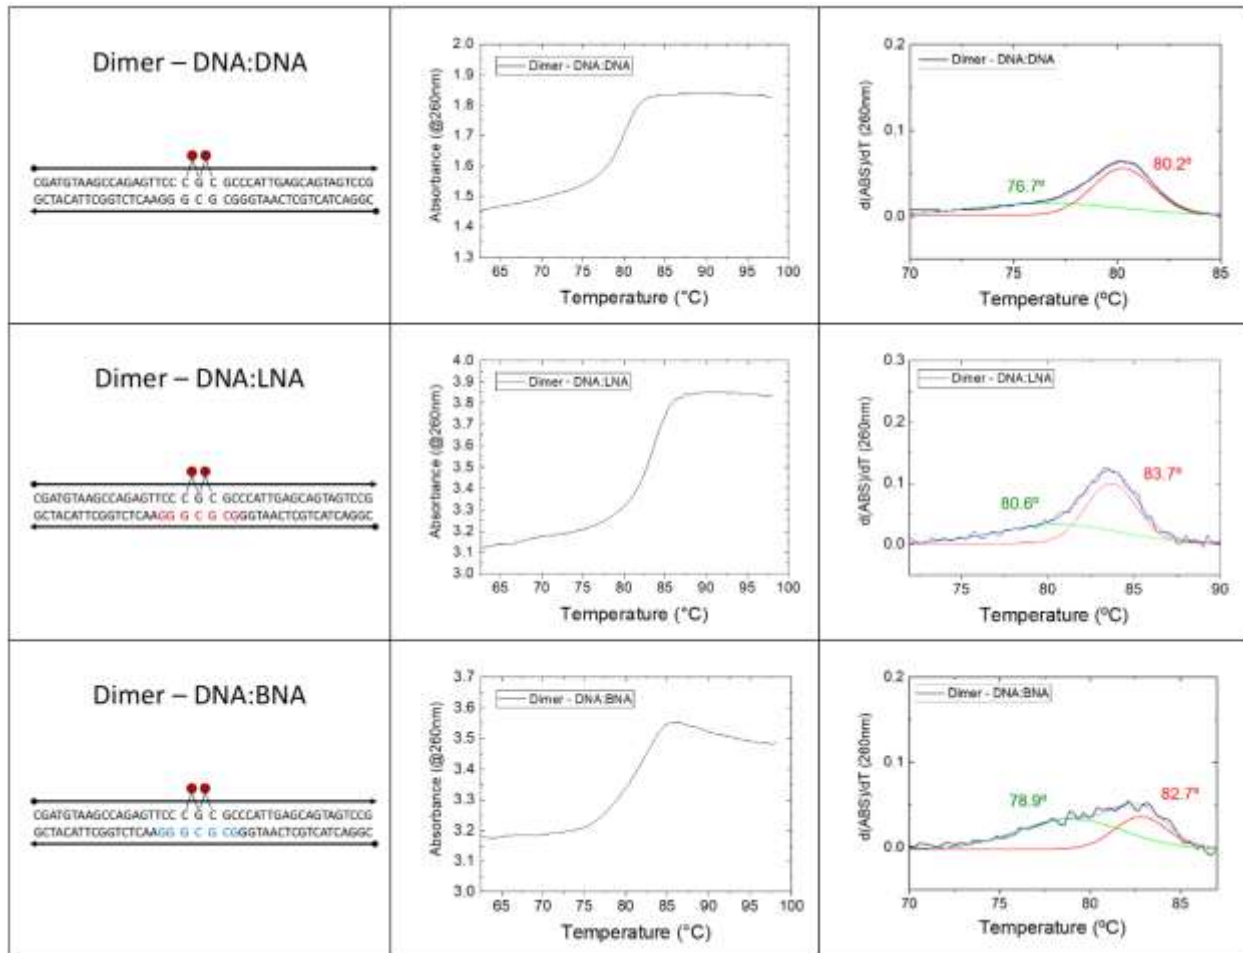 Dimer – DNA:DNA
CGATGTAAGCCAGAGTTCC C G C GCCCATTGAGCAGTAGTCCG
GCTACATTCGGTCTCAAGG G C G CGGGTAACTCGTCATCAGGC
2.0
1.9
1.8
1.7
1.6
1.5
1.4
1.3
Absorbance (@260nm)
Dimer - DNA:DNA
65 70 75 80 85 90 95 100
Temperature (°C)
0.2
0.1
0.0
d(ABS)/dT (260nm)
Dimer - DNA:DNA
76.7º
80.2º
70 75 80 85
Temperature (ºC)
Dimer – DNA:LNA
CGATGTAAGCCAGAGTTCC C G C GCCCATTGAGCAGTAGTCCG
GCTACATTCGGTCTCAAGG G C G CGGGTAACTCGTCATCAGGC
4.0
3.9
3.8
3.7
3.6
3.5
3.4
3.3
3.2
3.1
3.0
Absorbance (@260nm)
Dimer - DNA:LNA
65 70 75 80 85 90 95 100
Temperature (°C)
0.3
0.2
0.1
0.0
d(ABS)/dT (260nm)
Dimer - DNA:LNA
80.6º
83.7º
75 80 85 90
Temperature (ºC)
Dimer – DNA:BNA
CGATGTAAGCCAGAGTTCC C G C GCCCATTGAGCAGTAGTCCG
GCTACATTCGGTCTCAAGG G C G CGGGTAACTCGTCATCAGGC
3.7
3.6
3.5
3.4
3.3
3.2
3.1
3.0
Absorbance (@260nm)
Dimer - DNA:BNA
65 70 75 80 85 90 95 100
Temperature (°C)
0.2
0.1
0.0
d(ABS)/dT (260nm)
Dimer - DNA:BNA
78.9º
82.7º
70 75 80 85
Temperature (ºC)